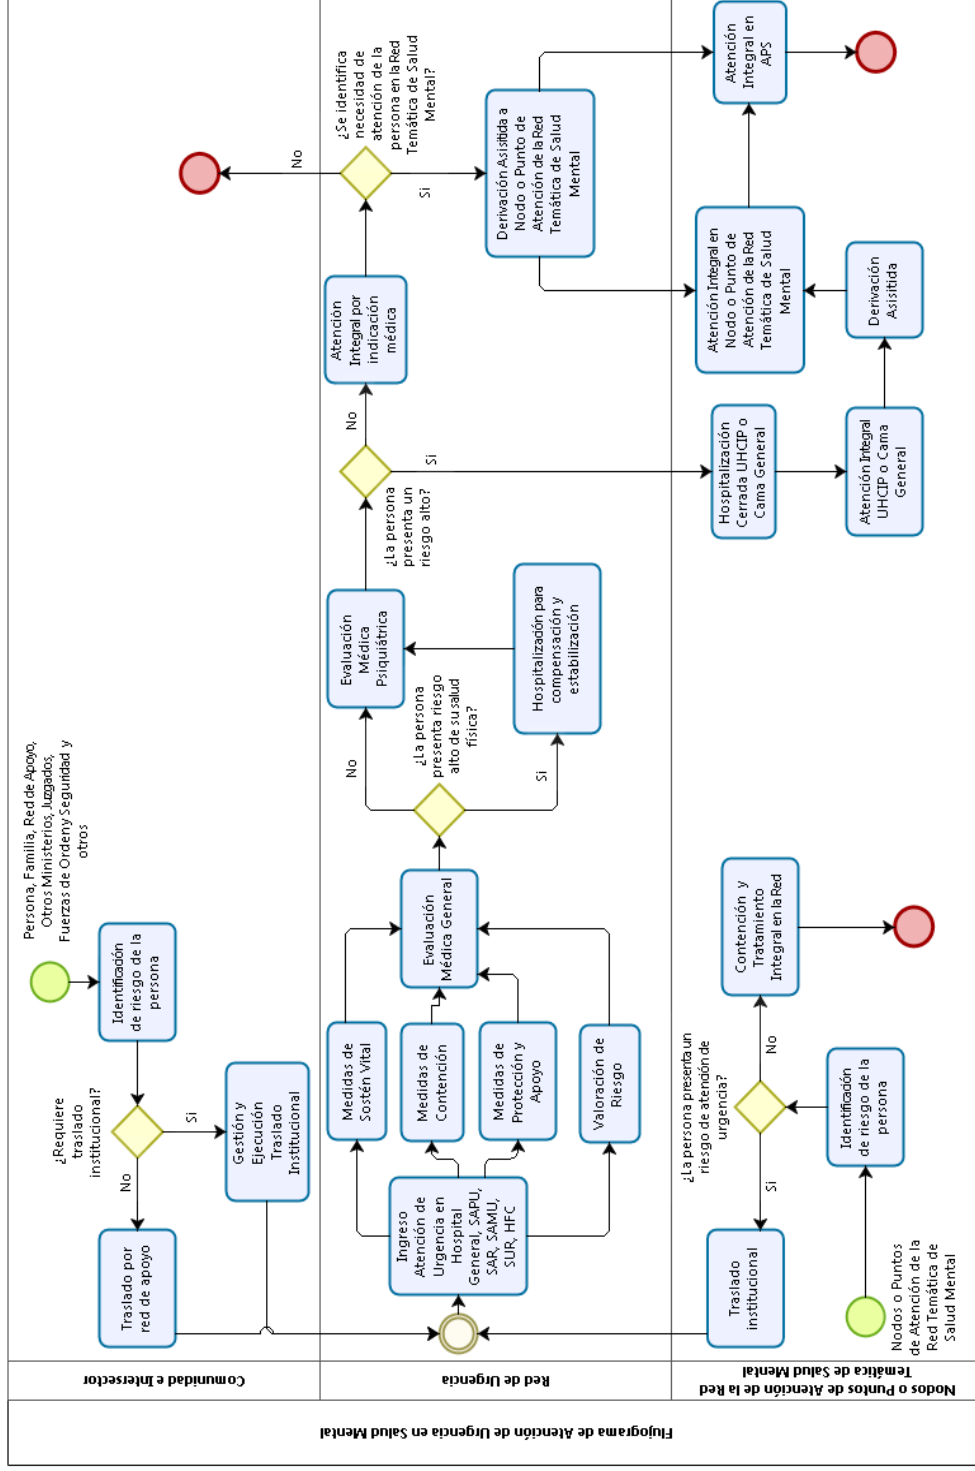 Flujograma de Atención de Urgencia en Salud Mental
Comunidad e Intersector
Persona, Familia, Red de Apoyo,
Otros Ministerios, Juzgados,
Fuerzas de Orden y Seguridad y
otros
Identificación
de riesgo de la
persona
¿Requiere
traslado
institucional?
No
Si
Traslado por
red de apoyo
Gestión y
Ejecución
Traslado
Institucional
Red de Urgencia
Ingreso
Atención de
Urgencia en
Hospital
General, SAPU,
SAR, SAMU,
SUR, HFC
Medidas de
Sostén Vital
Medidas de
Contención
Medidas de
Protección y
Apoyo
Valoración de
Riesgo
Evaluación
Médica General
¿La persona
presenta riesgo
alto de su salud
física?
No
Si
Hospitalización para
compensación y
estabilización
Evaluación
Médica
Psiquiátrica
¿La persona
presenta un
riesgo alto?
No
Si
Atención
Integral por
indicación
médica
¿Se identifica
necesidad de
atención de la
persona en la Red
Temática de Salud
Mental?
No
Si
Derivación Asisitida a
Nodo o Punto de
Atención de la Red
Temática de Salud
Mental
Nodos o Puntos de Atención de la Red
Temática de Salud Mental
Nodos o Puntos
de Atención de la
Red Temática de
Salud Mental
Identificación
de riesgo de la
persona
¿La persona presenta un
riesgo de atención de
urgencia?
Si
No
Traslado
institucional
Contención y
Tratamiento
Integral en la Red
Hospitalización
Cerrada UHCIP o
Cama General
Atención Integral
UHCIP o Cama
General
Derivación
Asisitida
Atención Integral en
Nodo o Punto de
Atención de la Red
Temática de Salud
Mental
Atención
Integral en
APS